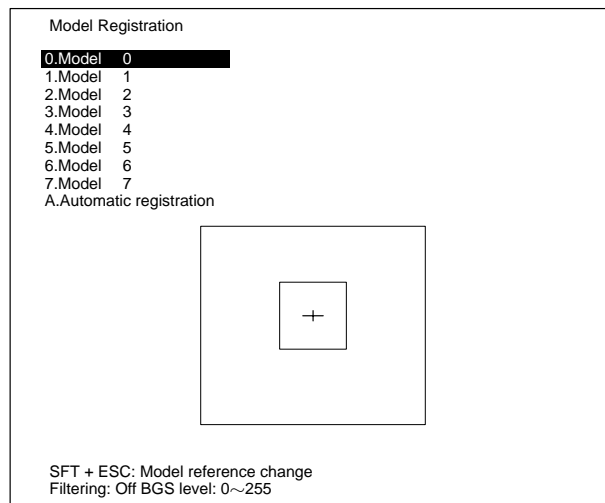 Model Registration
0.Model 0
1.Model 1
2.Model 2
3.Model 3
4.Model 4
5.Model 5
6.Model 6
7.Model 7
A.Automatic registration
SFT + ESC: Model reference change
Filtering: Off BGS level: 0～255